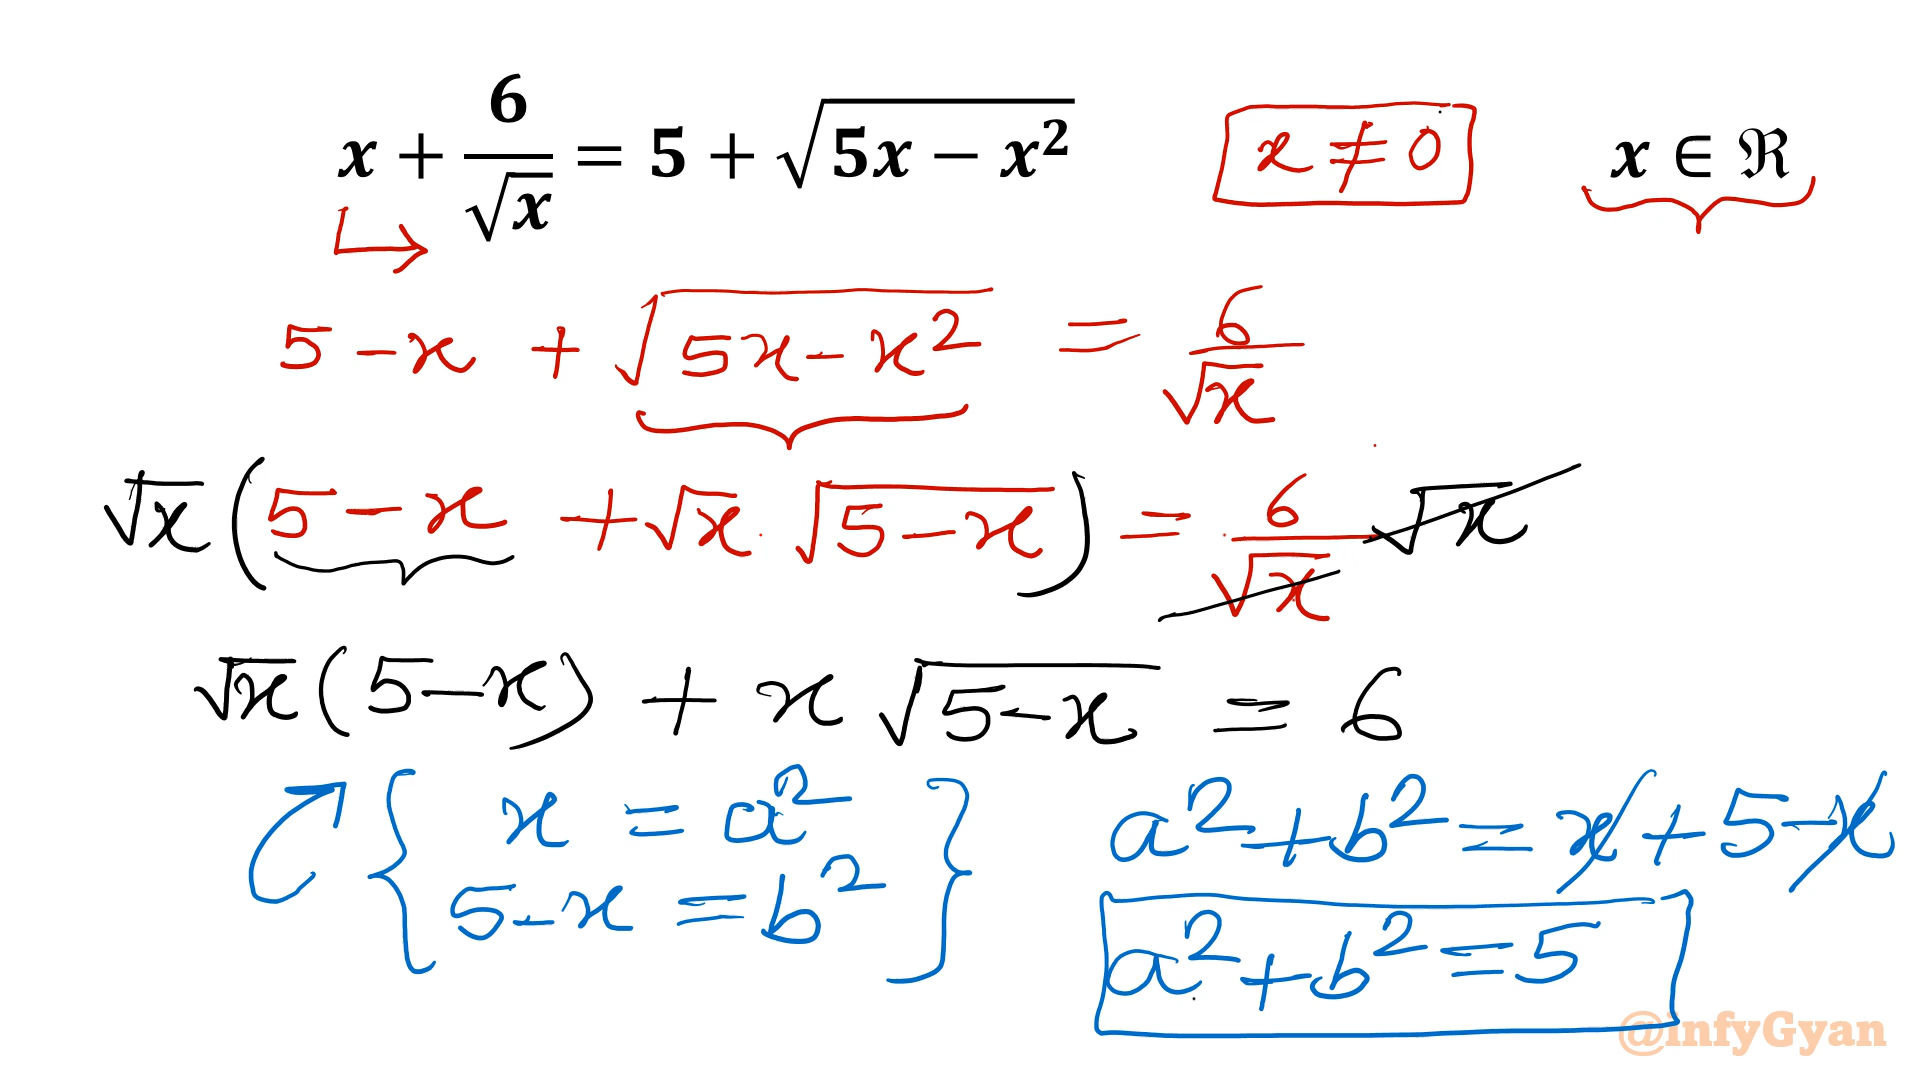 x + 6/√x = 5 + √(5x − x²) x ≠ 0 x ∈ ℜ
5 − x + √(5x − x²) = 6/√x
√x (5 − x + √x · √(5 − x)) = 6/√x √x
√x (5 − x) + x √(5 − x) = 6
{ x = a² a² + b² = x + 5 − x
5 − x = b² } a² + b² = 5
@infyGyan